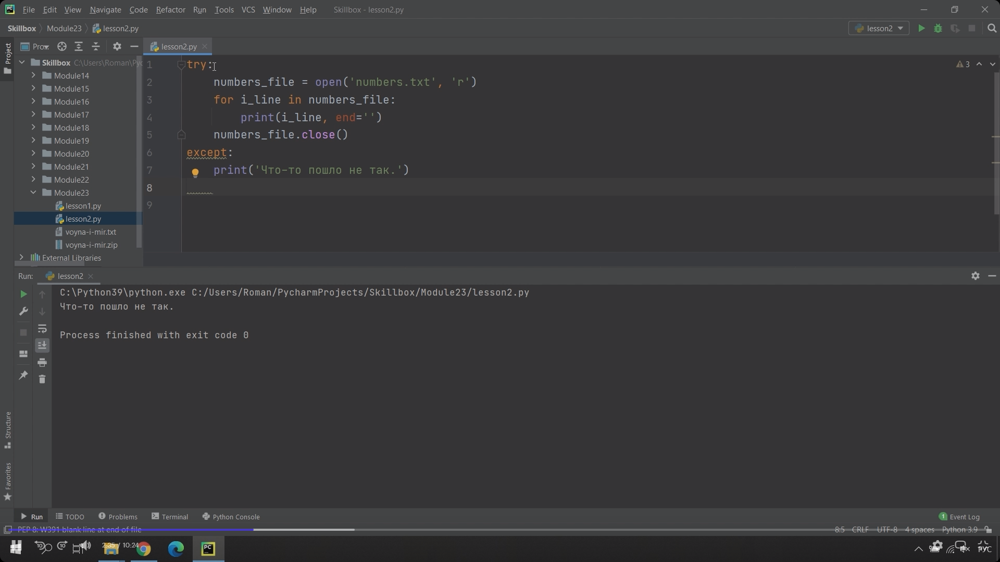 File Edit View Navigate Code Refactor Run Tools VCS Window Help Skillbox - lesson2.py
Skillbox Module23 lesson2.py lesson2
Project
Pro... lesson2.py
Skillbox C:\Users\Roman\Pyc
Module14
Module15
Module16
Module17
Module18
Module19
Module20
Module21
Module22
Module23
lesson1.py
lesson2.py
voyna-i-mir.txt
voyna-i-mir.zip
External Libraries
1 try: 3
2 numbers_file = open('numbers.txt', 'r')
3 for i_line in numbers_file:
4 print(i_line, end='')
5 numbers_file.close()
6 except:
7 print('Что-то пошло не так.')
8
9
Run: lesson2
C:\Python39\python.exe C:/Users/Roman/PycharmProjects/Skillbox/Module23/lesson2.py
Что-то пошло не так.
Process finished with exit code 0
Structure
Favorites
Run TODO Problems Terminal Python Console 1 Event Log
PEP 8: W391 blank line at end of file 8:5 CRLF UTF-8 4 spaces Python 3.9
10 10 2:35 / 10:24 PC РУС